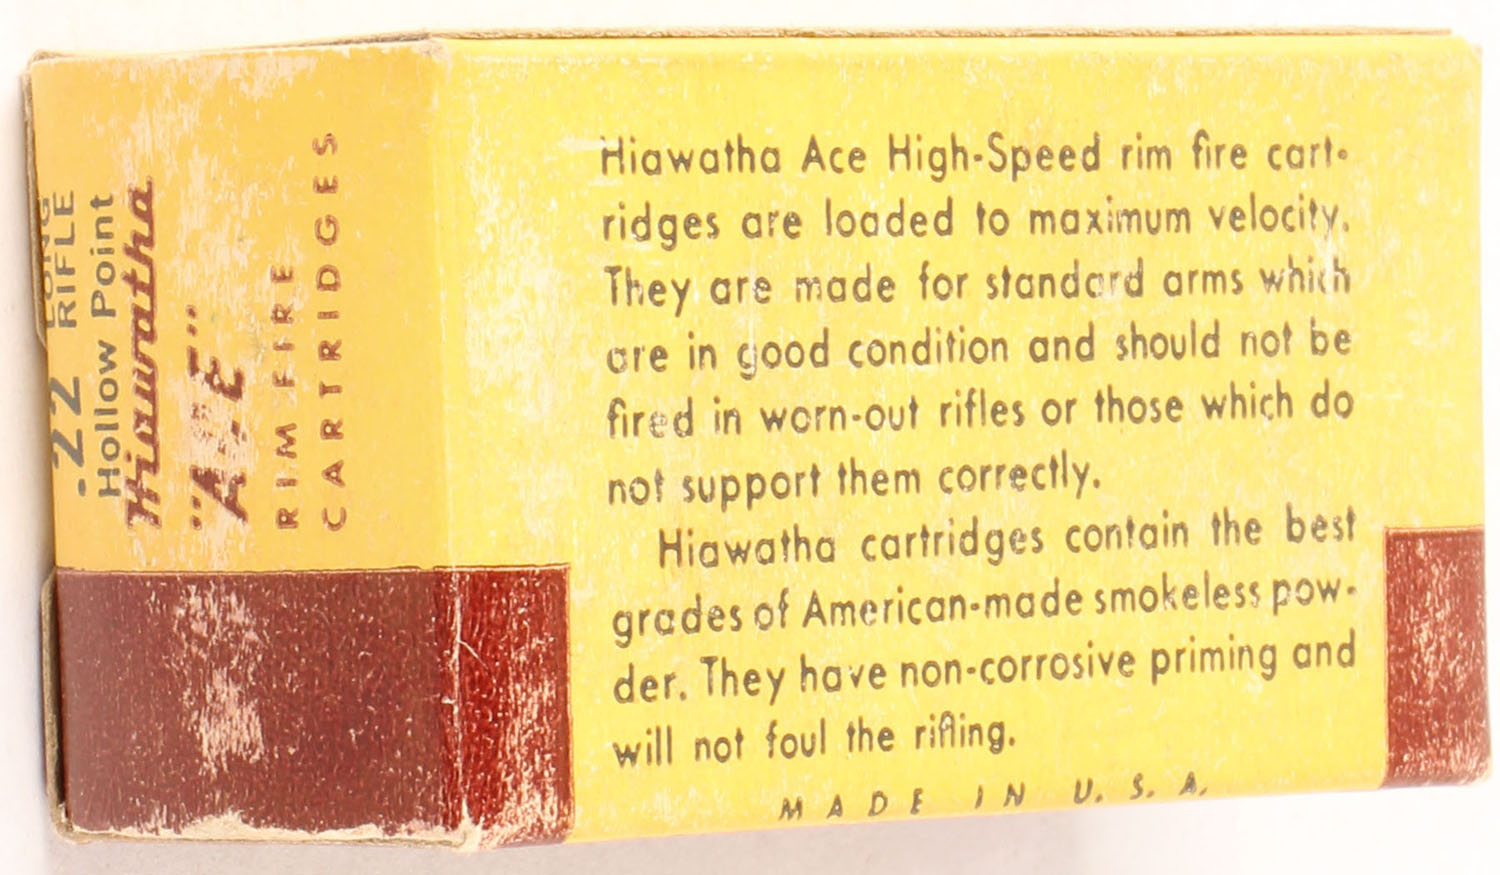 .22 LONG RIFLE
Hollow Point
Hiawatha
"ACE"
RIM FIRE
CARTRIDGES
Hiawatha Ace High-Speed rim fire cart-
ridges are loaded to maximum velocity.
They are made for standard arms which
are in good condition and should not be
fired in worn-out rifles or those which do
not support them correctly.
Hiawatha cartridges contain the best
grades of American-made smokeless pow-
der. They have non-corrosive priming and
will not foul the rifling.
MADE IN U. S. A.